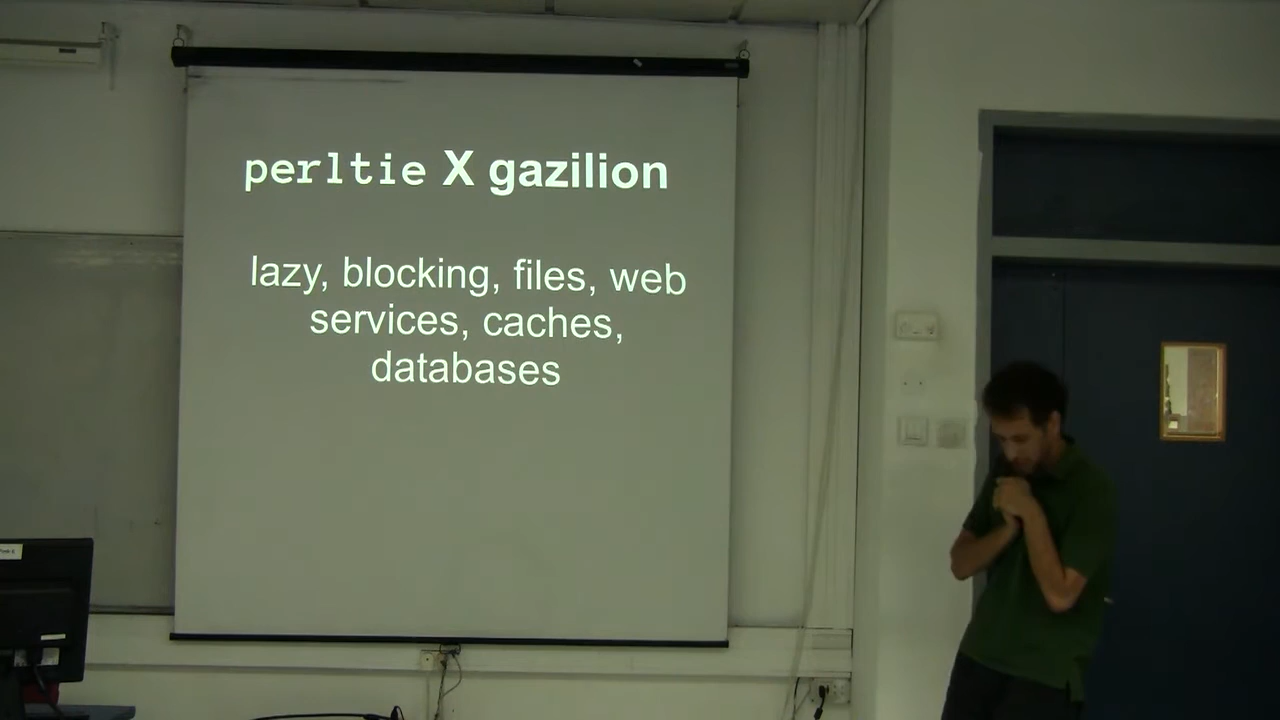 perltie X gazilion
lazy, blocking, files, web
services, caches,
databases